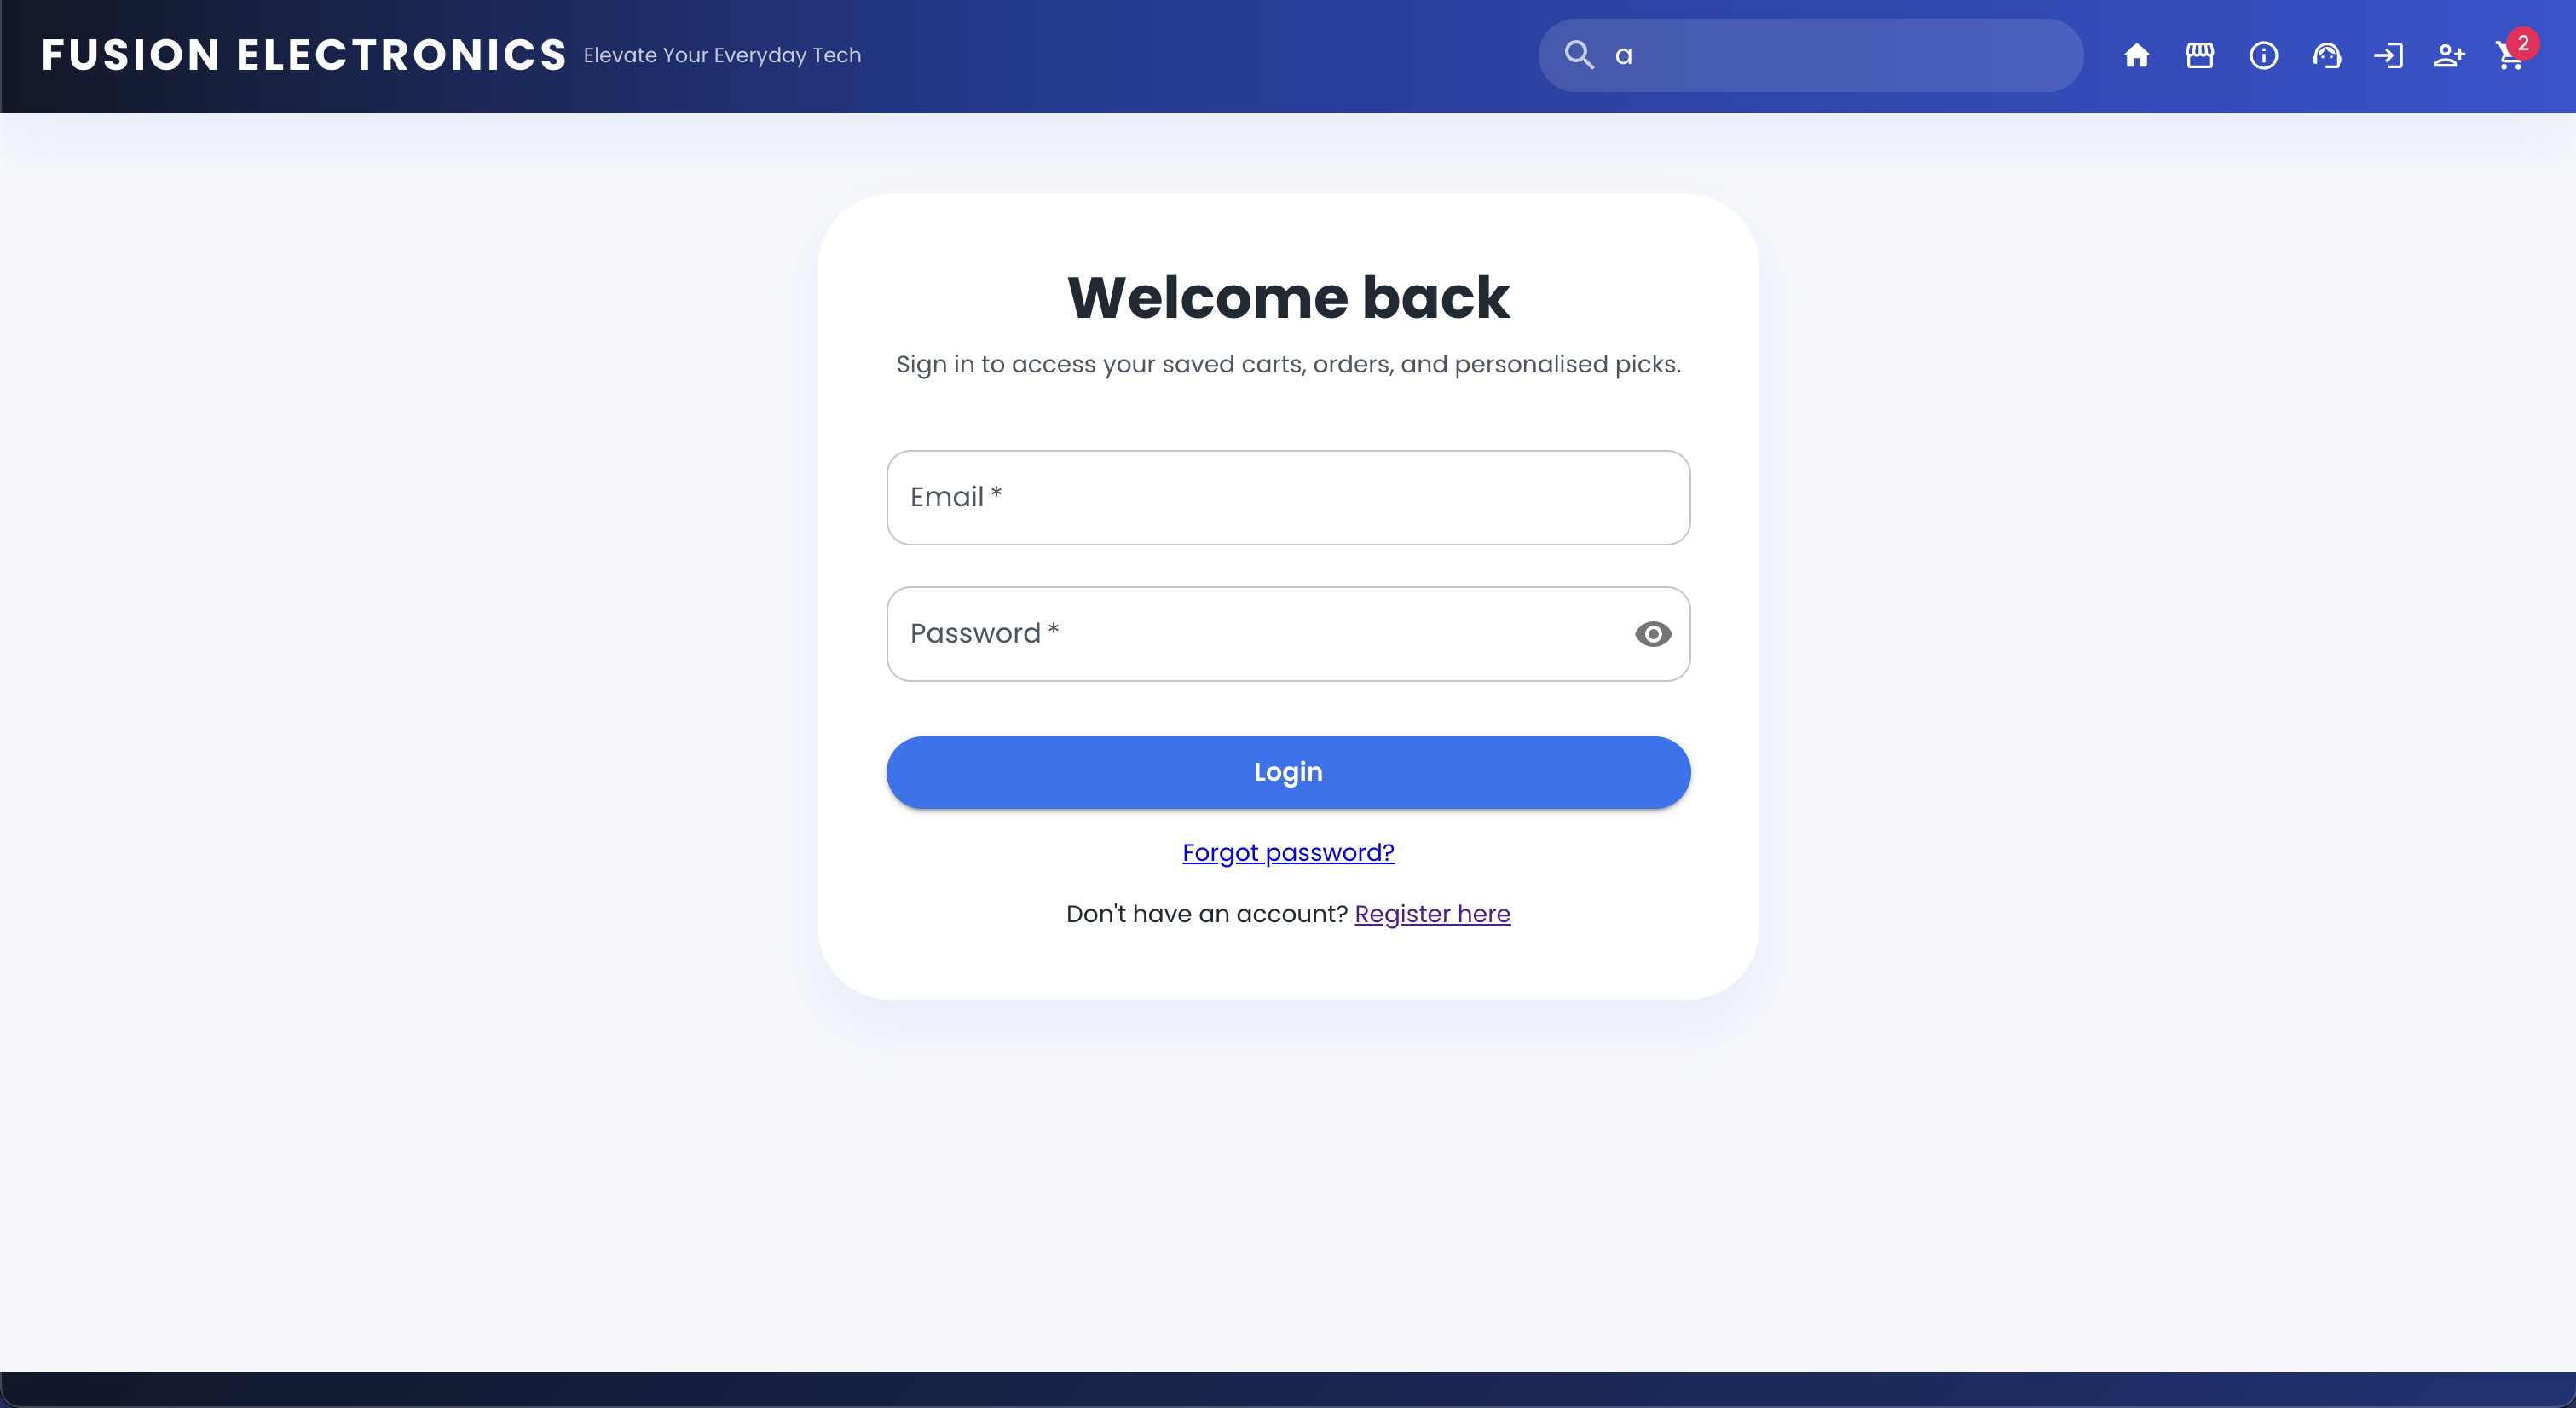 FUSION ELECTRONICS Elevate Your Everyday Tech a 2
Welcome back
Sign in to access your saved carts, orders, and personalised picks.
Email *
Password *
Login
Forgot password?
Don't have an account? Register here